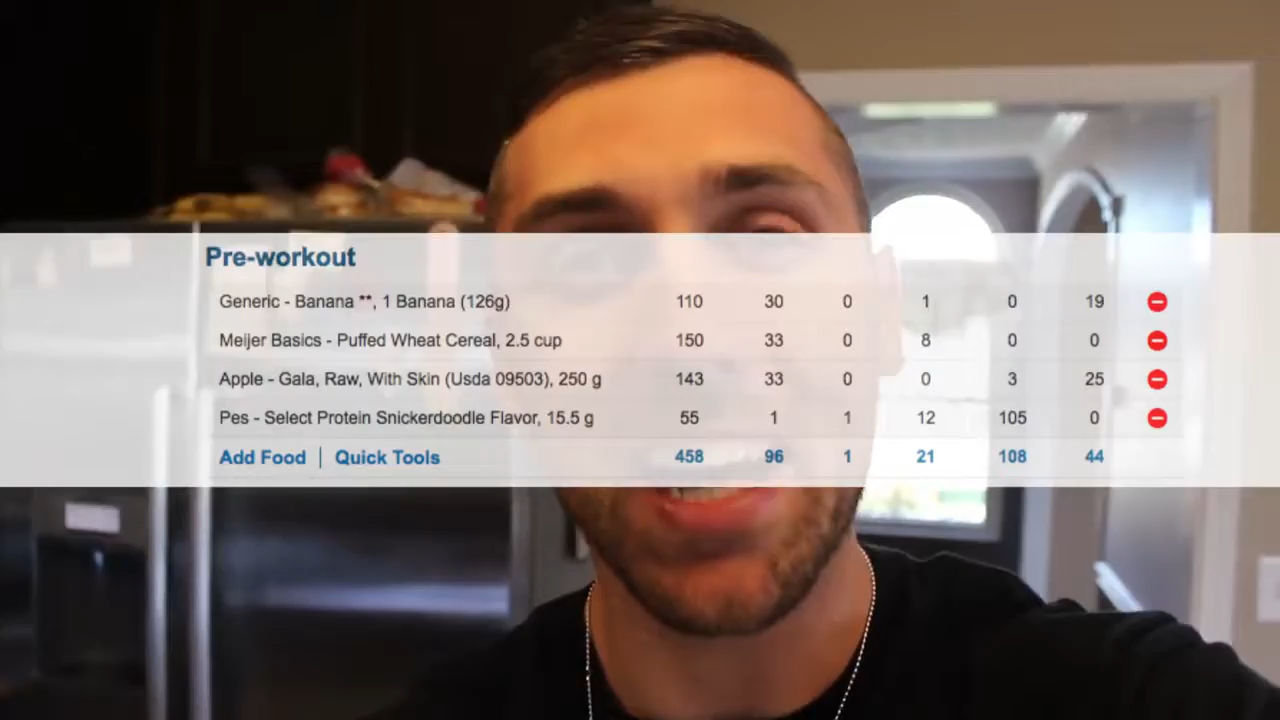 Pre-workout
Generic - Banana **, 1 Banana (126g) 110 30 0 1 0 19
Meijer Basics - Puffed Wheat Cereal, 2.5 cup 150 33 0 8 0 0
Apple - Gala, Raw, With Skin (Usda 09503), 250 g 143 33 0 0 3 25
Pes - Select Protein Snickerdoodle Flavor, 15.5 g 55 1 1 12 105 0
Add Food | Quick Tools 458 96 1 21 108 44